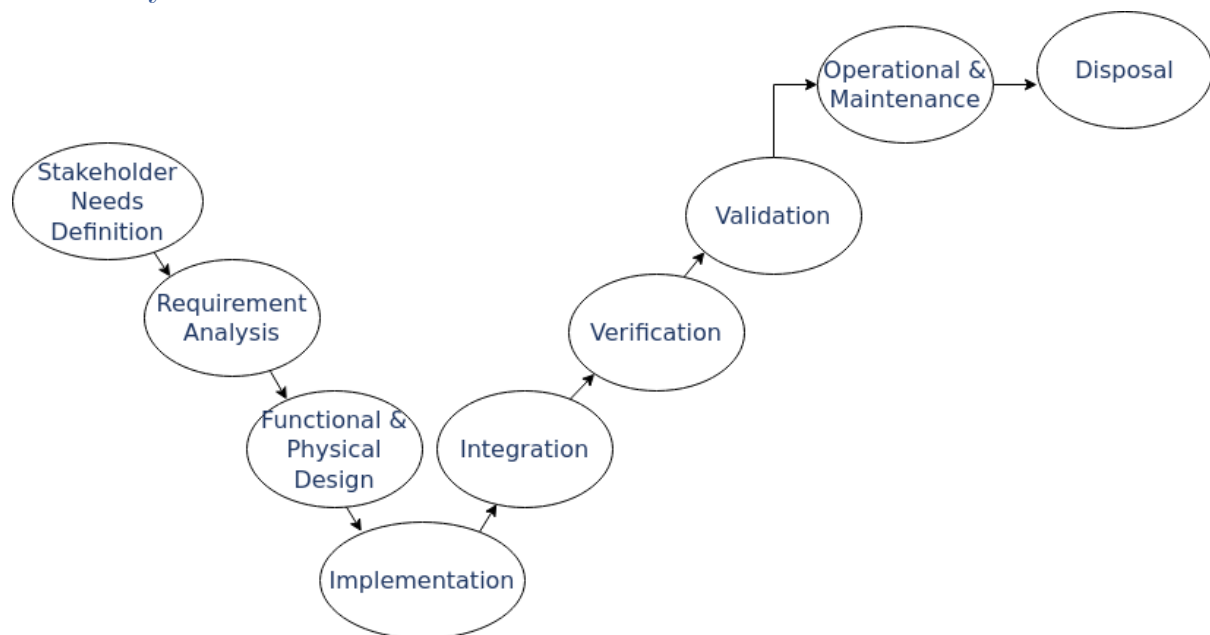 Stakeholder
Needs
Definition
Requirement
Analysis
Functional &
Physical
Design
Implementation
Integration
Verification
Validation
Operational &
Maintenance
Disposal